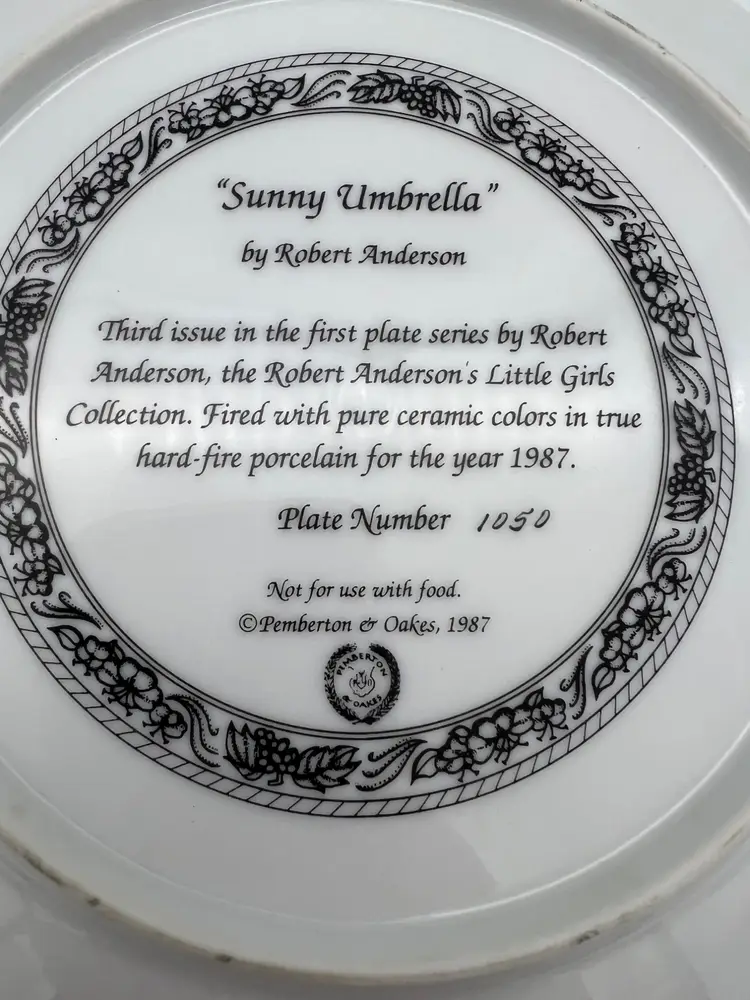 "Sunny Umbrella"
by Robert Anderson
Third issue in the first plate series by Robert
Anderson, the Robert Anderson's Little Girls
Collection. Fired with pure ceramic colors in true
hard-fire porcelain for the year 1987.
Plate Number 1050
Not for use with food.
©Pemberton & Oakes, 1987
PEMBERTON
& OAKES